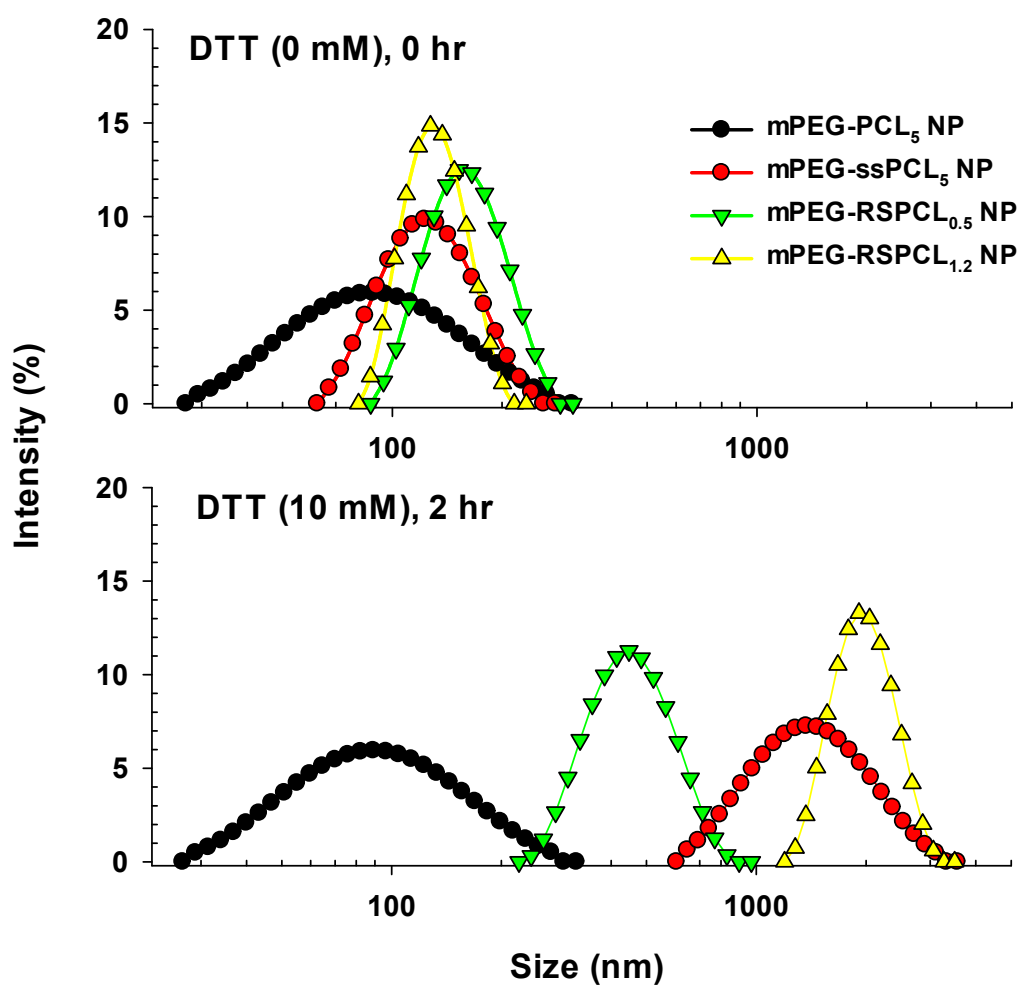 20
DTT (0 mM), 0 hr
15
10
5
0
100
1000
mPEG-PCL₅ NP
mPEG-ssPCL₅ NP
mPEG-RSPCL₀.₅ NP
mPEG-RSPCL₁.₂ NP
Intensity (%)
20
DTT (10 mM), 2 hr
15
10
5
0
100
1000
Size (nm)